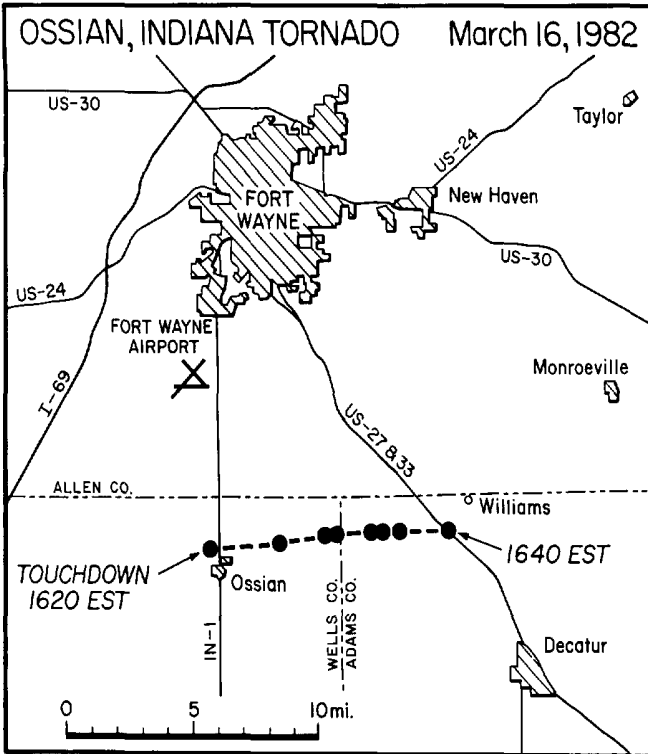 OSSIAN, INDIANA TORNADO March 16, 1982
US-30
Taylor
US-24
FORT
WAYNE
New Haven
US-30
US-24
FORT WAYNE
AIRPORT
Monroeville
I-69
US-27 & 33
ALLEN CO.
Williams
TOUCHDOWN
1620 EST
1640 EST
Ossian
IN-1
WELLS CO.
ADAMS CO.
Decatur
0 5 10 mi.